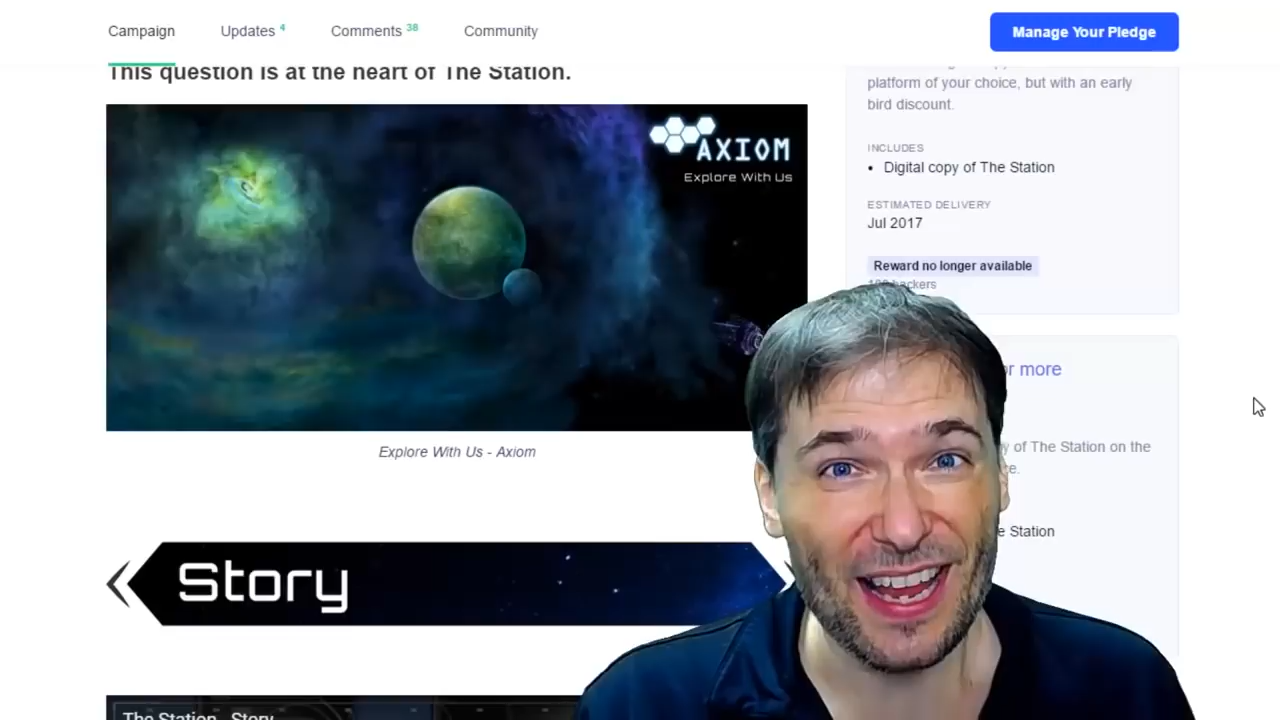 Campaign
Updates 4
Comments 38
Community
Manage Your Pledge
This question is at the heart of The Station.
AXIOM
Explore With Us
Explore With Us - Axiom
Story
The Station - Story
platform of your choice, but with an early
bird discount.
INCLUDES
• Digital copy of The Station
ESTIMATED DELIVERY
Jul 2017
Reward no longer available
backers
or more
of The Station on the
Station